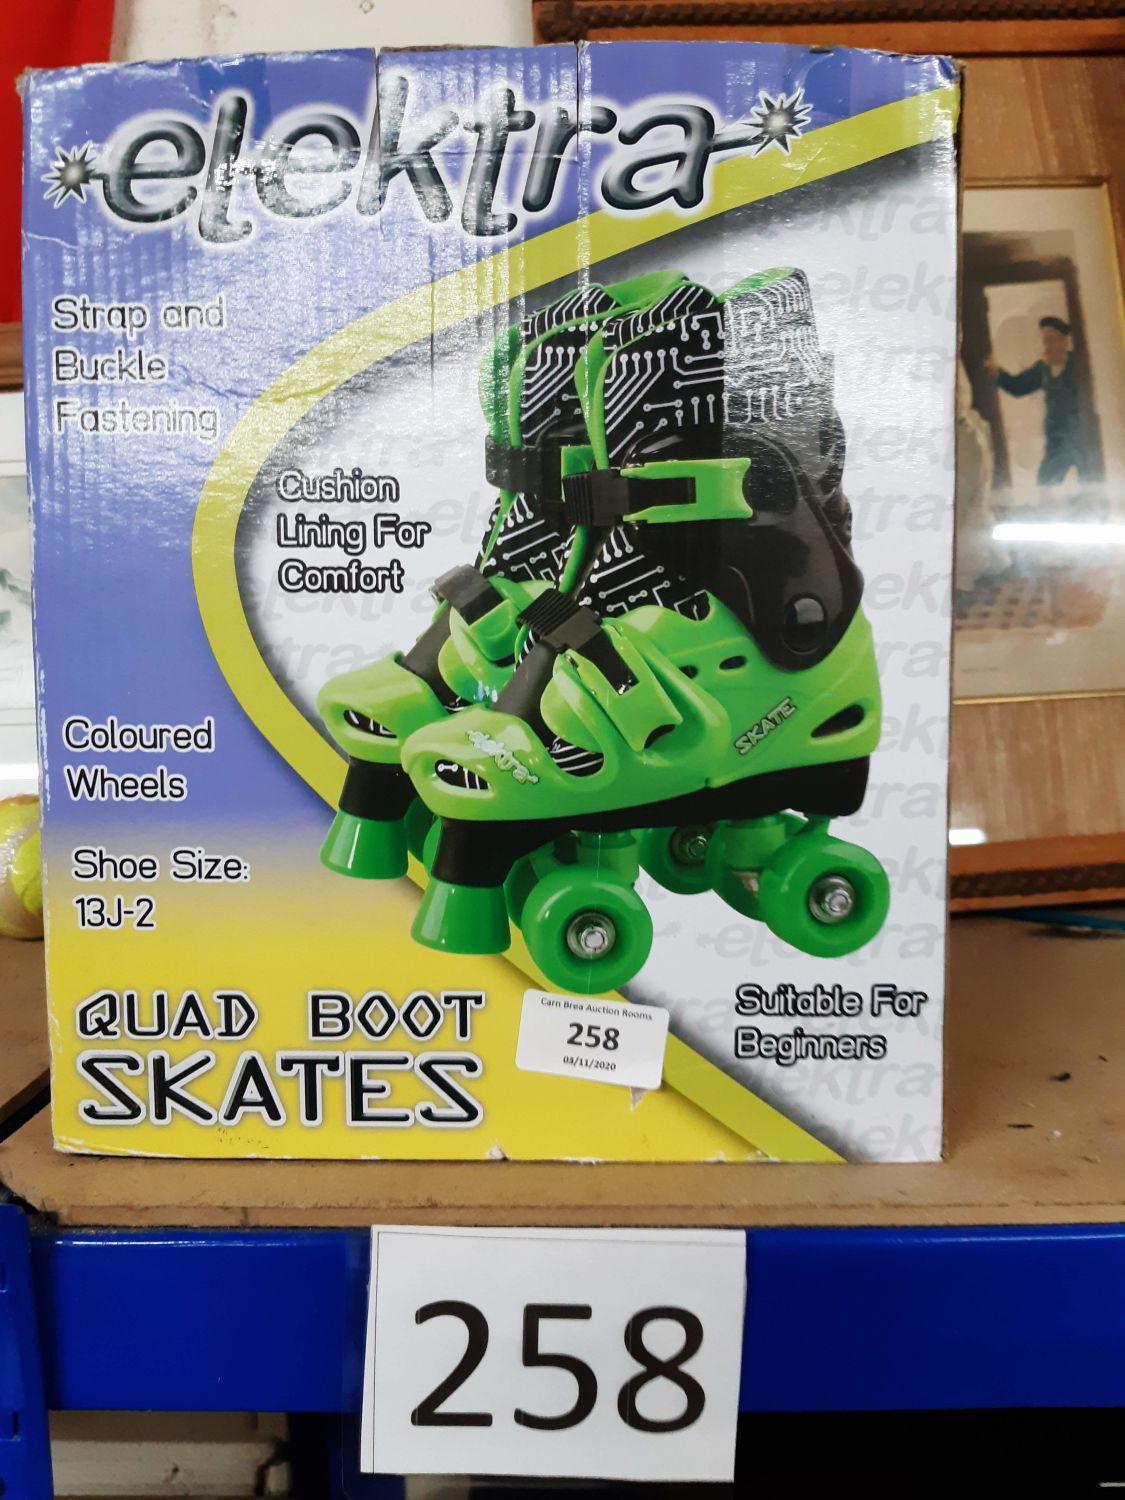 elektra
Strap and
Buckle
Fastening
Cushion
Lining For
Comfort
SKATE
elektra
Coloured
Wheels
Shoe Size:
13J-2
QUAD BOOT
SKATES
Carn Brea Auction Rooms
258
03/11/2020
Suitable For
Beginners
258